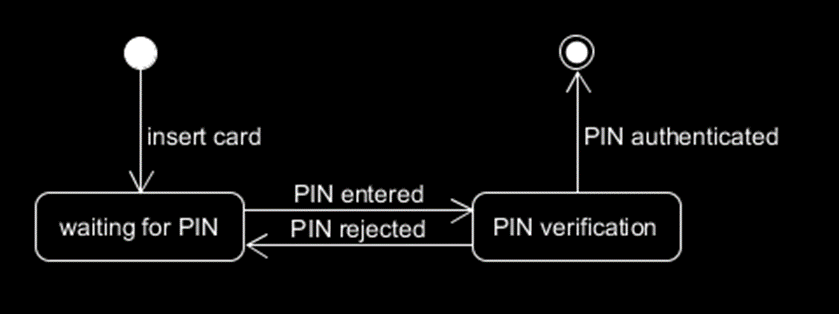 insert card
PIN authenticated
PIN entered
waiting for PIN
PIN rejected
PIN verification